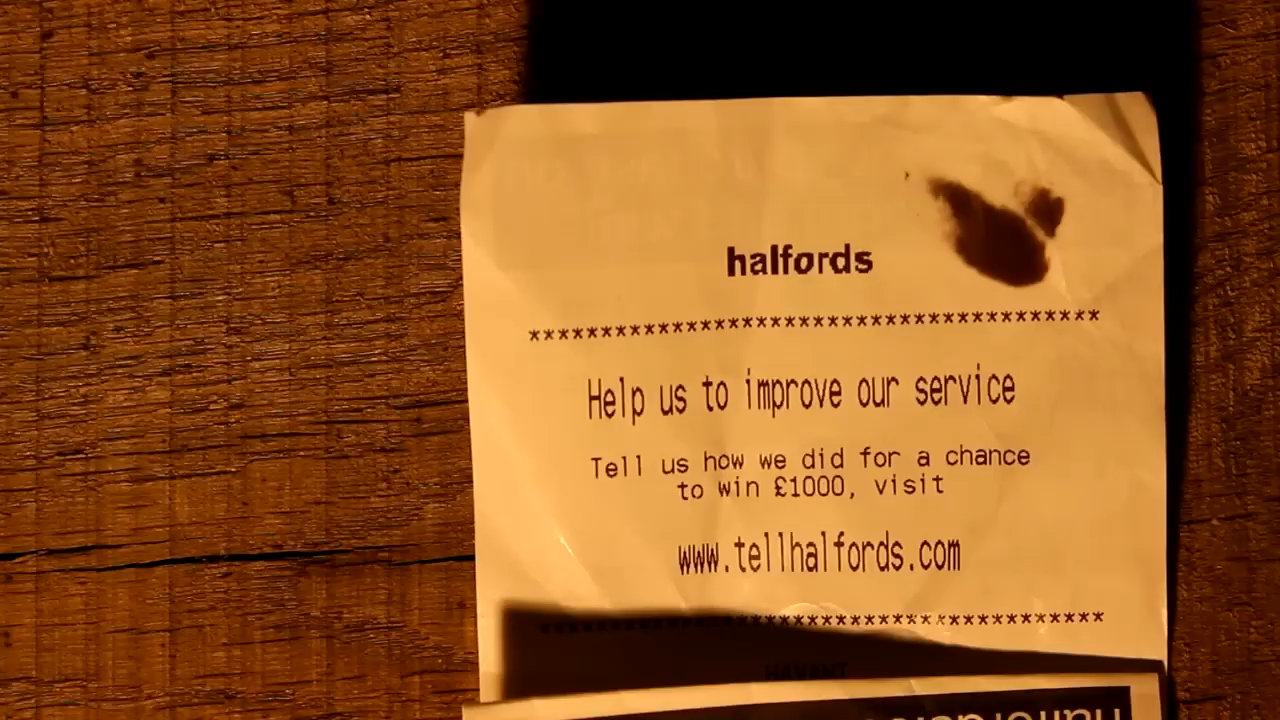 halfords
****************************************
Help us to improve our service
Tell us how we did for a chance
to win £1000, visit
www.tellhalfords.com
****************************************
HAVANT